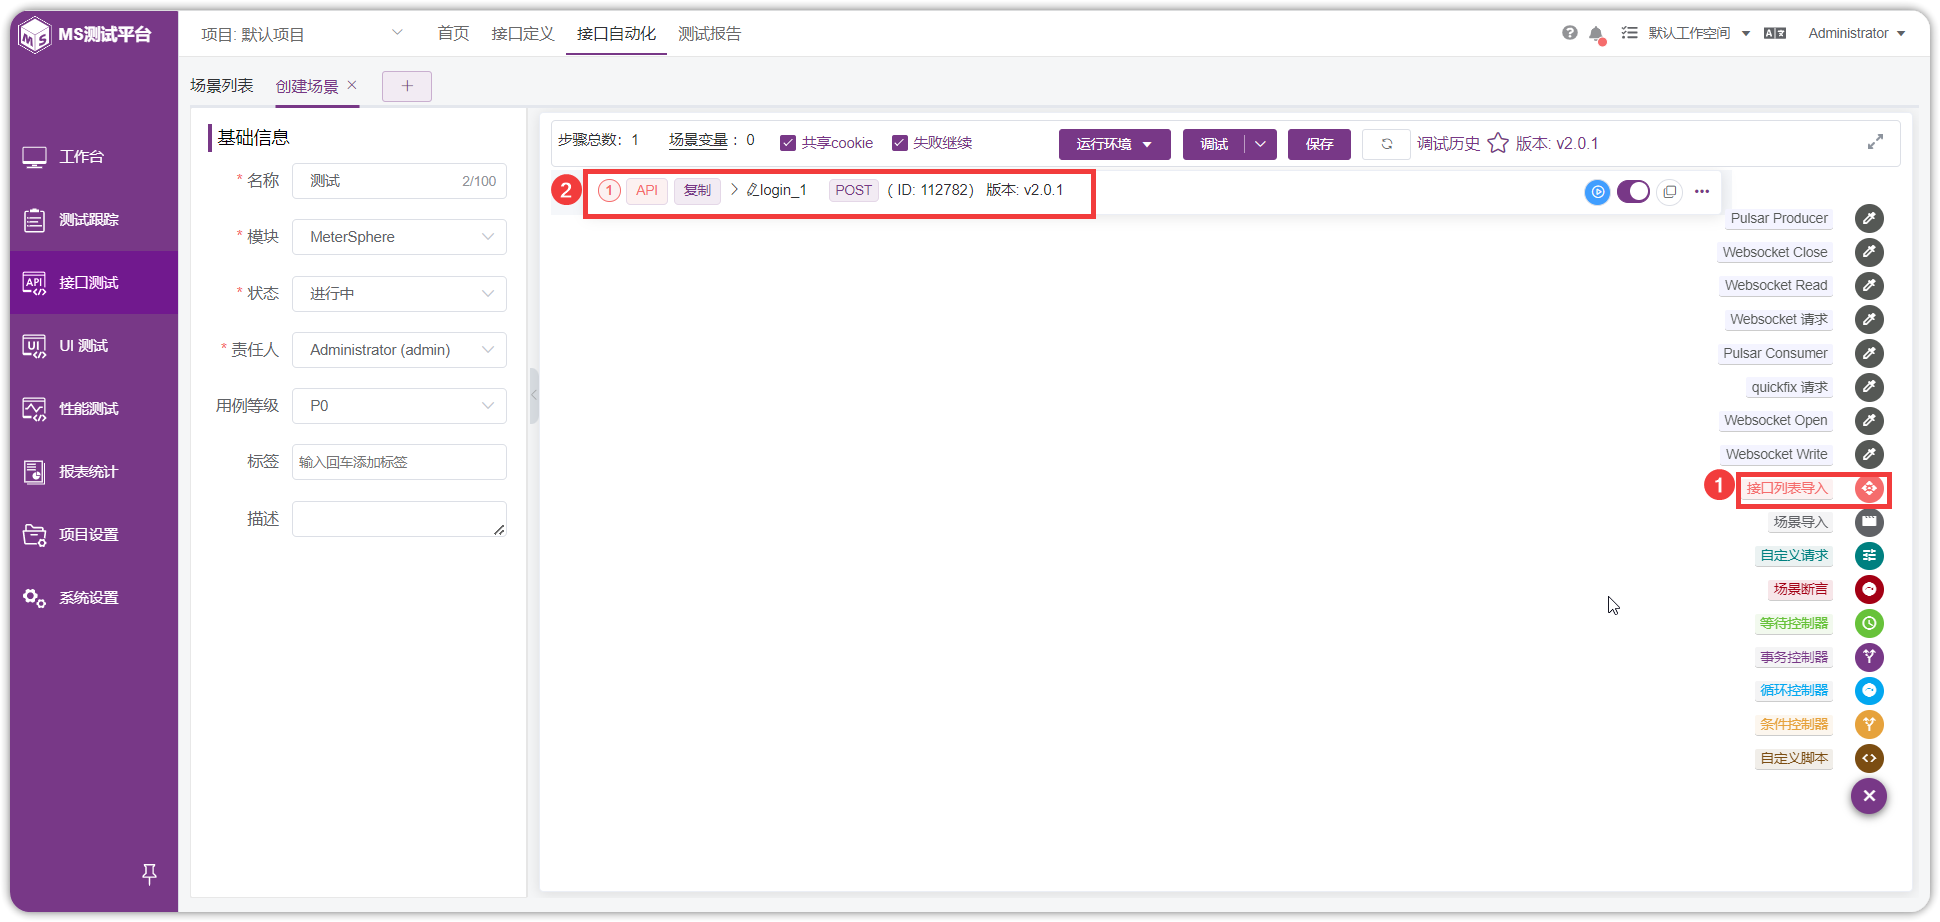 MS测试平台
项目: 默认项目
首页 接口定义 接口自动化 测试报告
默认工作空间 Administrator
场景列表 创建场景
工作台
测试跟踪
接口测试
UI 测试
性能测试
报表统计
项目设置
系统设置
基础信息
* 名称 测试 2/100
* 模块 MeterSphere
* 状态 进行中
* 责任人 Administrator (admin)
用例等级 P0
标签 输入回车添加标签
描述
步骤总数: 1 场景变量 : 0 共享cookie 失败继续 运行环境 调试 保存 调试历史 版本: v2.0.1
2 1 API 复制 login_1 POST ( ID: 112782) 版本: v2.0.1
Pulsar Producer
Websocket Close
Websocket Read
Websocket 请求
Pulsar Consumer
quickfix 请求
Websocket Open
Websocket Write
1 接口列表导入
场景导入
自定义请求
场景断言
等待控制器
事务控制器
循环控制器
条件控制器
自定义脚本